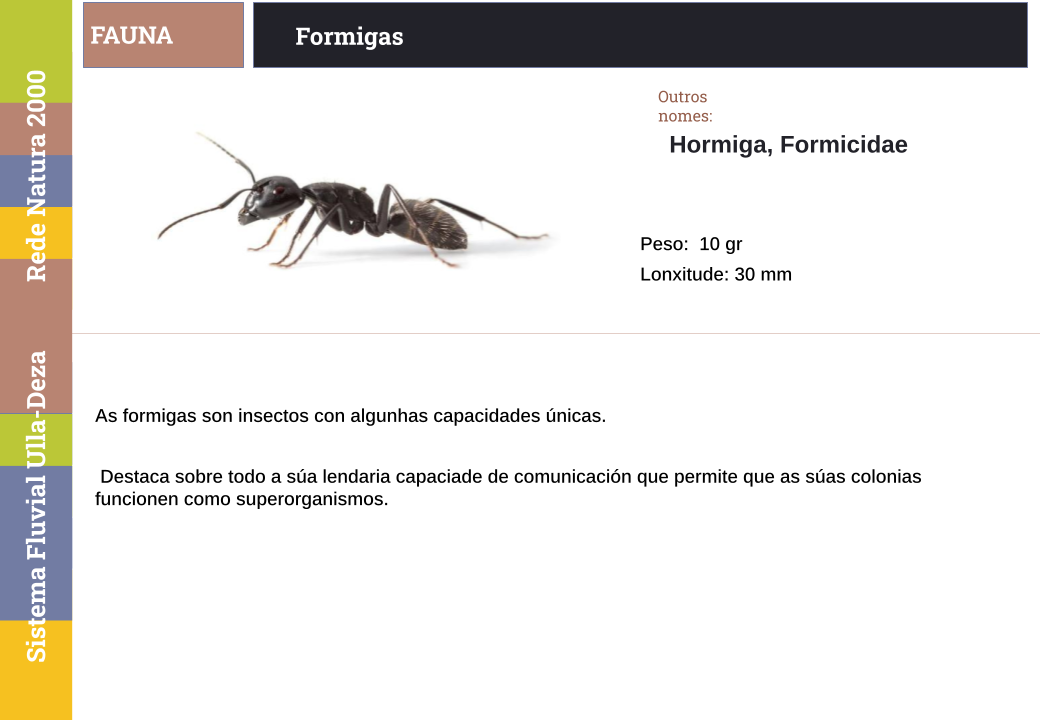 FAUNA
Formigas
Rede Natura 2000
Sistema Fluvial Ulla-Deza
Outros
nomes:
Hormiga, Formicidae
Peso:  10 gr
Lonxitude: 30 mm
As formigas son insectos con algunhas capacidades únicas.
Destaca sobre todo a súa lendaria capaciade de comunicación que permite que as súas colonias
funcionen como superorganismos.